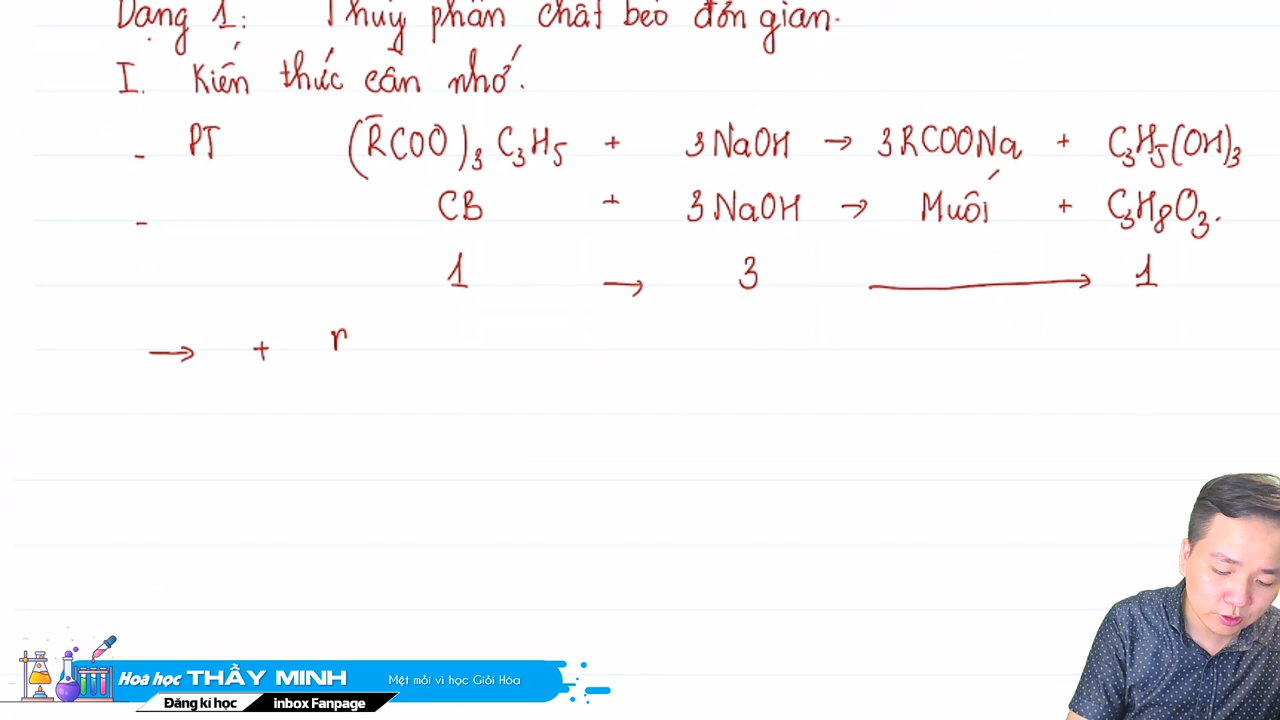 Dạng 1: Thuỷ phân chất béo đơn giản.
I. Kiến thức cần nhớ.
- PT (R̄COO)₃C₃H₅ + 3NaOH → 3RCOONa + C₃H₅(OH)₃
- CB + 3NaOH → Muối + C₃H₈O₃.
1 → 3 → 1
→ + n
Hoá học THẦY MINH
Mệt mỏi vì học Giỏi Hóa
Đăng kí học inbox Fanpage